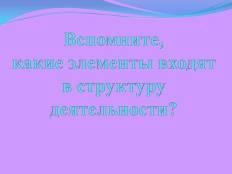 Вспомните,
какие элементы входят
в структуру
деятельности?